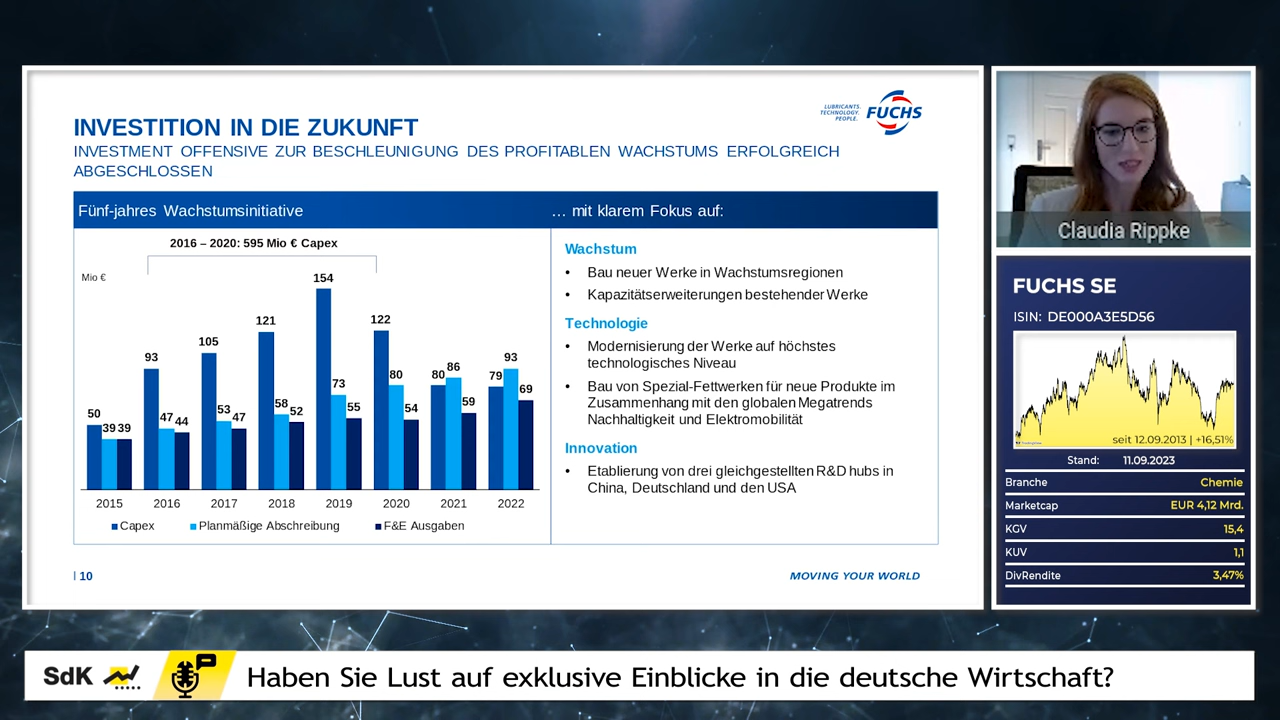 INVESTITION IN DIE ZUKUNFT
INVESTMENT OFFENSIVE ZUR BESCHLEUNIGUNG DES PROFITABLEN WACHSTUMS ERFOLGREICH
ABGESCHLOSSEN
LUBRICANTS.
TECHNOLOGY.
PEOPLE.
FUCHS
Fünf-jahres Wachstumsinitiative
… mit klarem Fokus auf:
2016 – 2020: 595 Mio € Capex
Mio €
50 39 39
93 47 44
105 53 47
121 58 52
154 73 55
122 80 54
80 86 59
79 93 69
2015 2016 2017 2018 2019 2020 2021 2022
Capex Planmäßige Abschreibung F&E Ausgaben
Wachstum
• Bau neuer Werke in Wachstumsregionen
• Kapazitätserweiterungen bestehender Werke
Technologie
• Modernisierung der Werke auf höchstes
technologisches Niveau
• Bau von Spezial-Fettwerken für neue Produkte im
Zusammenhang mit den globalen Megatrends
Nachhaltigkeit und Elektromobilität
Innovation
• Etablierung von drei gleichgestellten R&D hubs in
China, Deutschland und den USA
| 10
MOVING YOUR WORLD
Claudia Rippke
FUCHS SE
ISIN: DE000A3E5D56
seit 12.09.2013 | +16,51%
Stand: 11.09.2023
Branche Chemie
Marketcap EUR 4,12 Mrd.
KGV 15,4
KUV 1,1
DivRendite 3,47%
SdK
Haben Sie Lust auf exklusive Einblicke in die deutsche Wirtschaft?